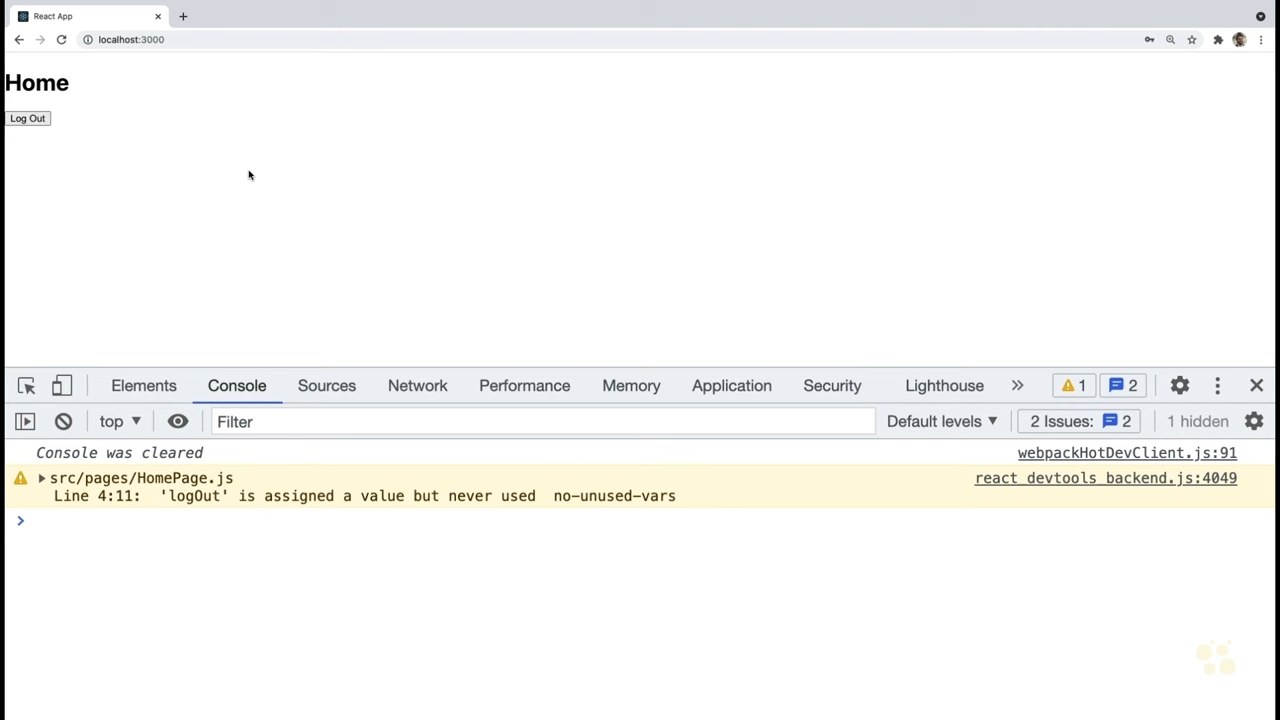 React App
localhost:3000
Home
Log Out
Elements Console Sources Network Performance Memory Application Security Lighthouse » 1 2
top Filter Default levels 2 Issues: 2 1 hidden
Console was cleared webpackHotDevClient.js:91
src/pages/HomePage.js react_devtools_backend.js:4049
Line 4:11: 'logOut' is assigned a value but never used no-unused-vars